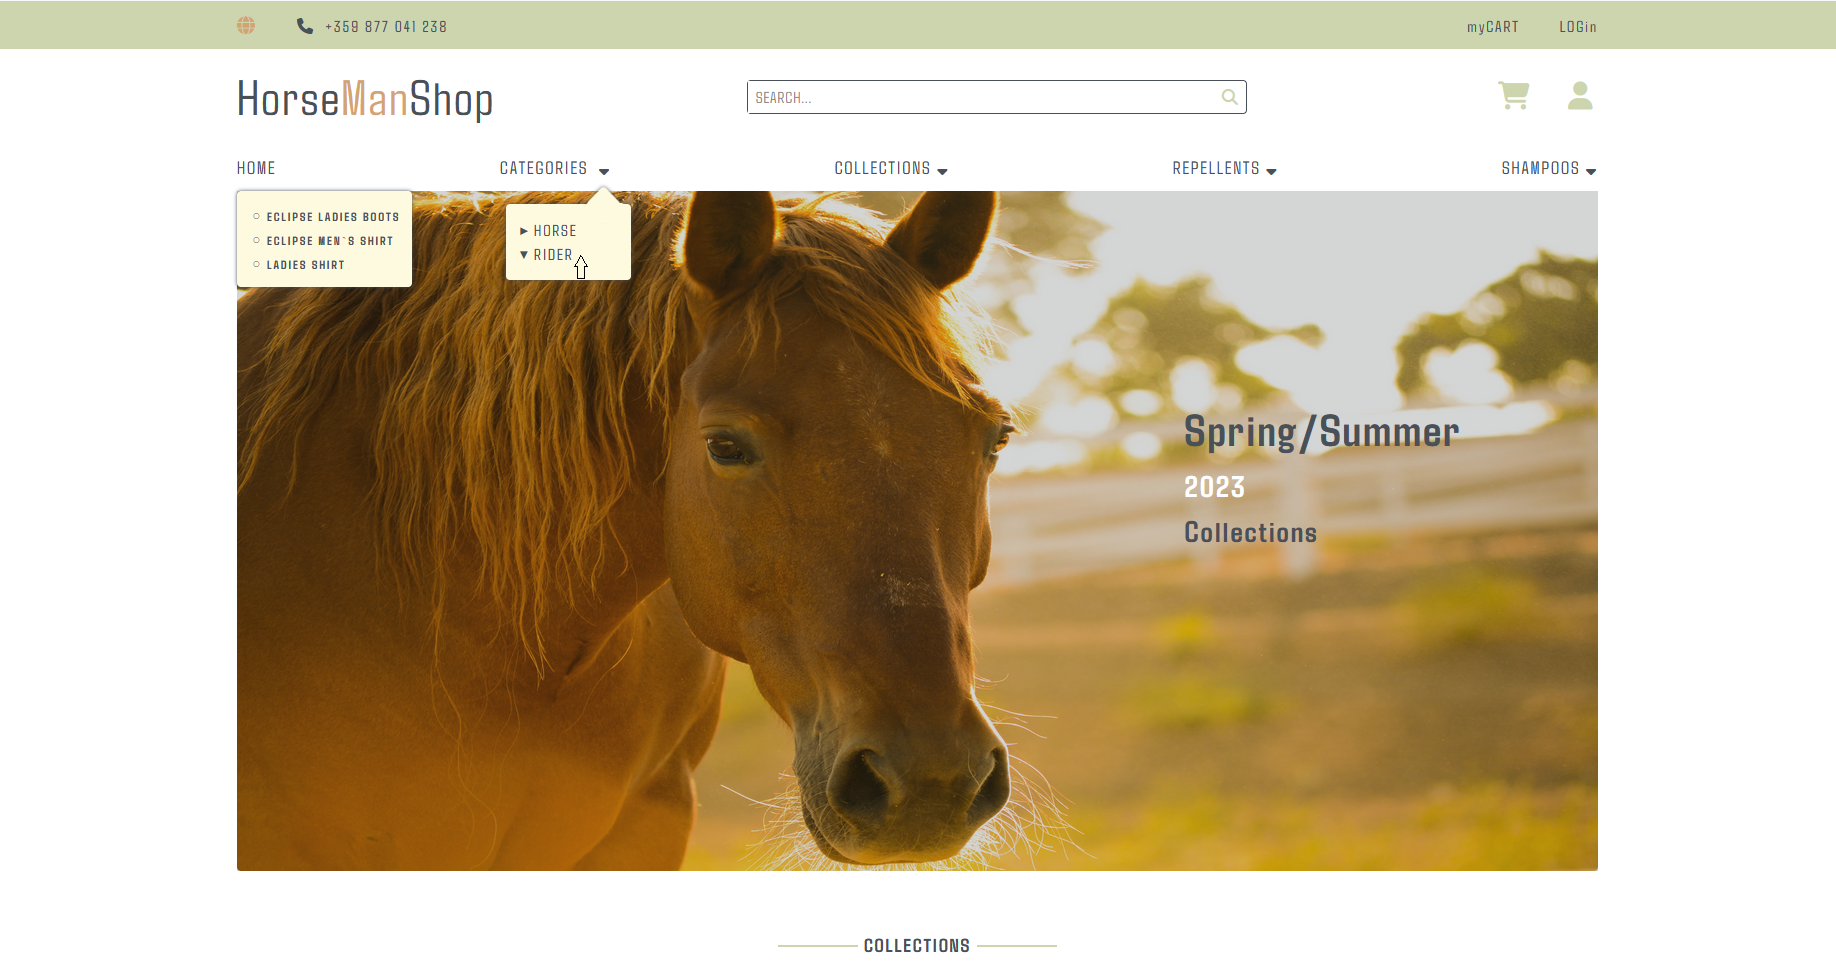 +359 877 041 238
myCART LOGin
HorseManShop
SEARCH...
HOME CATEGORIES COLLECTIONS REPELLENTS SHAMPOOS
ECLIPSE LADIES BOOTS
ECLIPSE MEN`S SHIRT
LADIES SHIRT
HORSE
RIDER
Spring/Summer
2023
Collections
COLLECTIONS